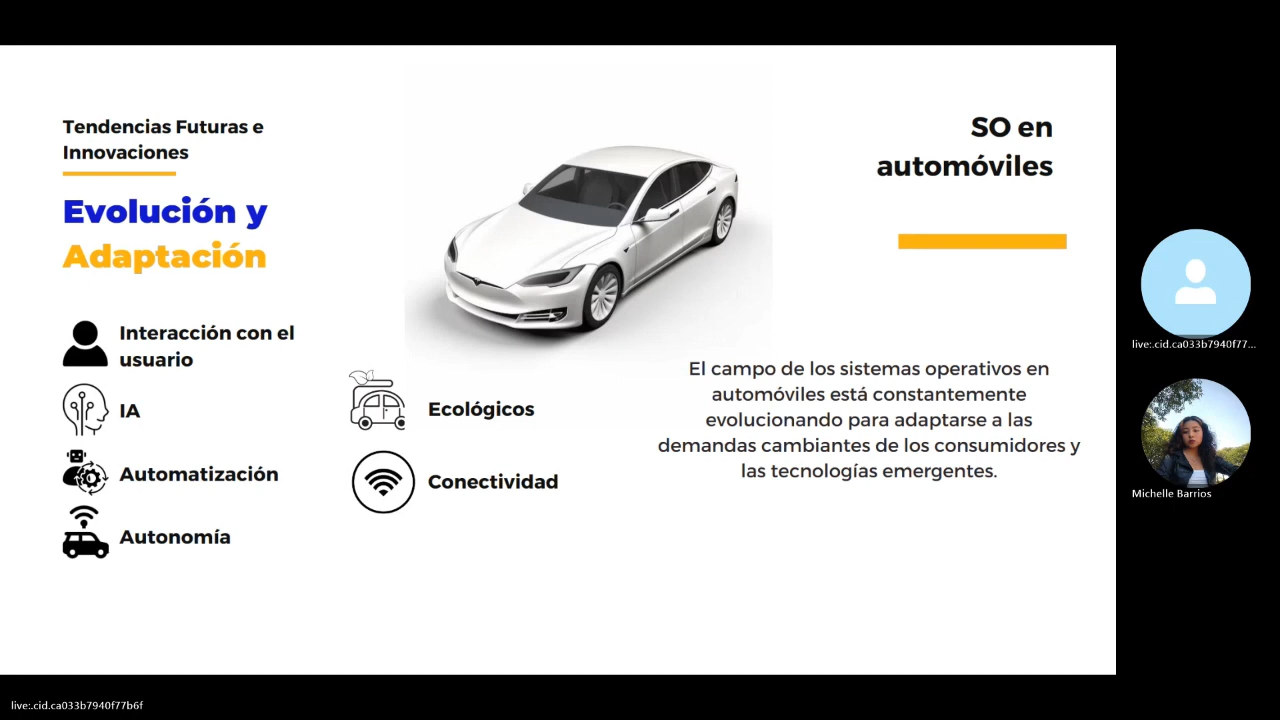 Tendencias Futuras e
Innovaciones
Evolución y
Adaptación
Interacción con el
usuario
IA
Automatización
Autonomía
Ecológicos
Conectividad
SO en
automóviles
El campo de los sistemas operativos en
automóviles está constantemente
evolucionando para adaptarse a las
demandas cambiantes de los consumidores y
las tecnologías emergentes.
live:.cid.ca033b7940f77...
Michelle Barrios
live:.cid.ca033b7940f77b6f